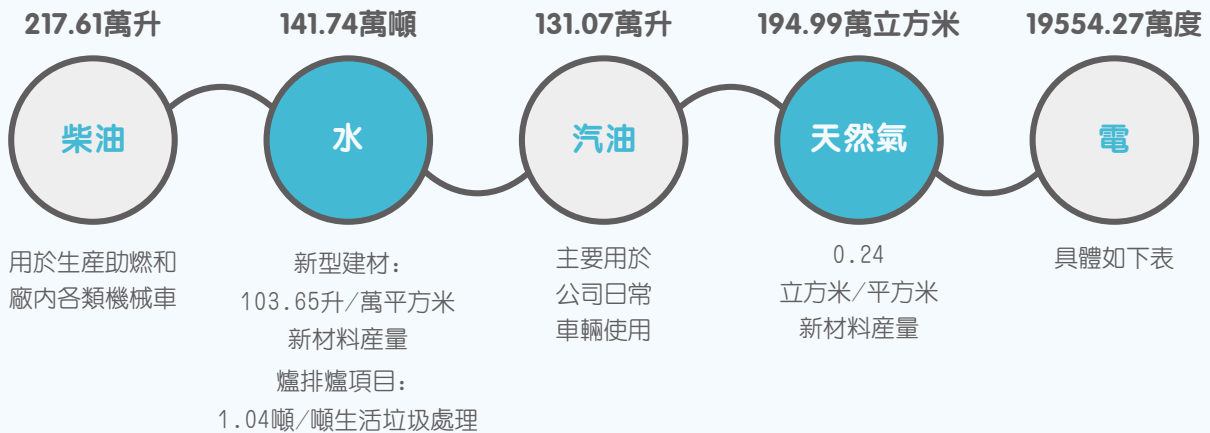 217.61萬升
141.74萬噸
131.07萬升
194.99萬立方米
19554.27萬度
柴油
水
汽油
天然氣
電
用於生産助燃和
廠内各類機械車
新型建材：
103.65升/萬平方米
新材料産量
爐排爐項目：
1.04噸/噸生活垃圾處理
主要用於
公司日常
車輛使用
0.24
立方米/平方米
新材料産量
具體如下表